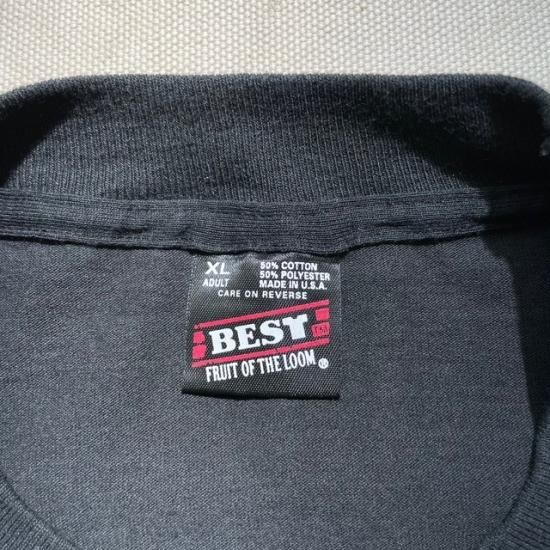 XL
ADULT
50% COTTON
50% POLYESTER
MADE IN U.S.A.
CARE ON REVERSE
BEST
FRUIT OF THE LOOM ®